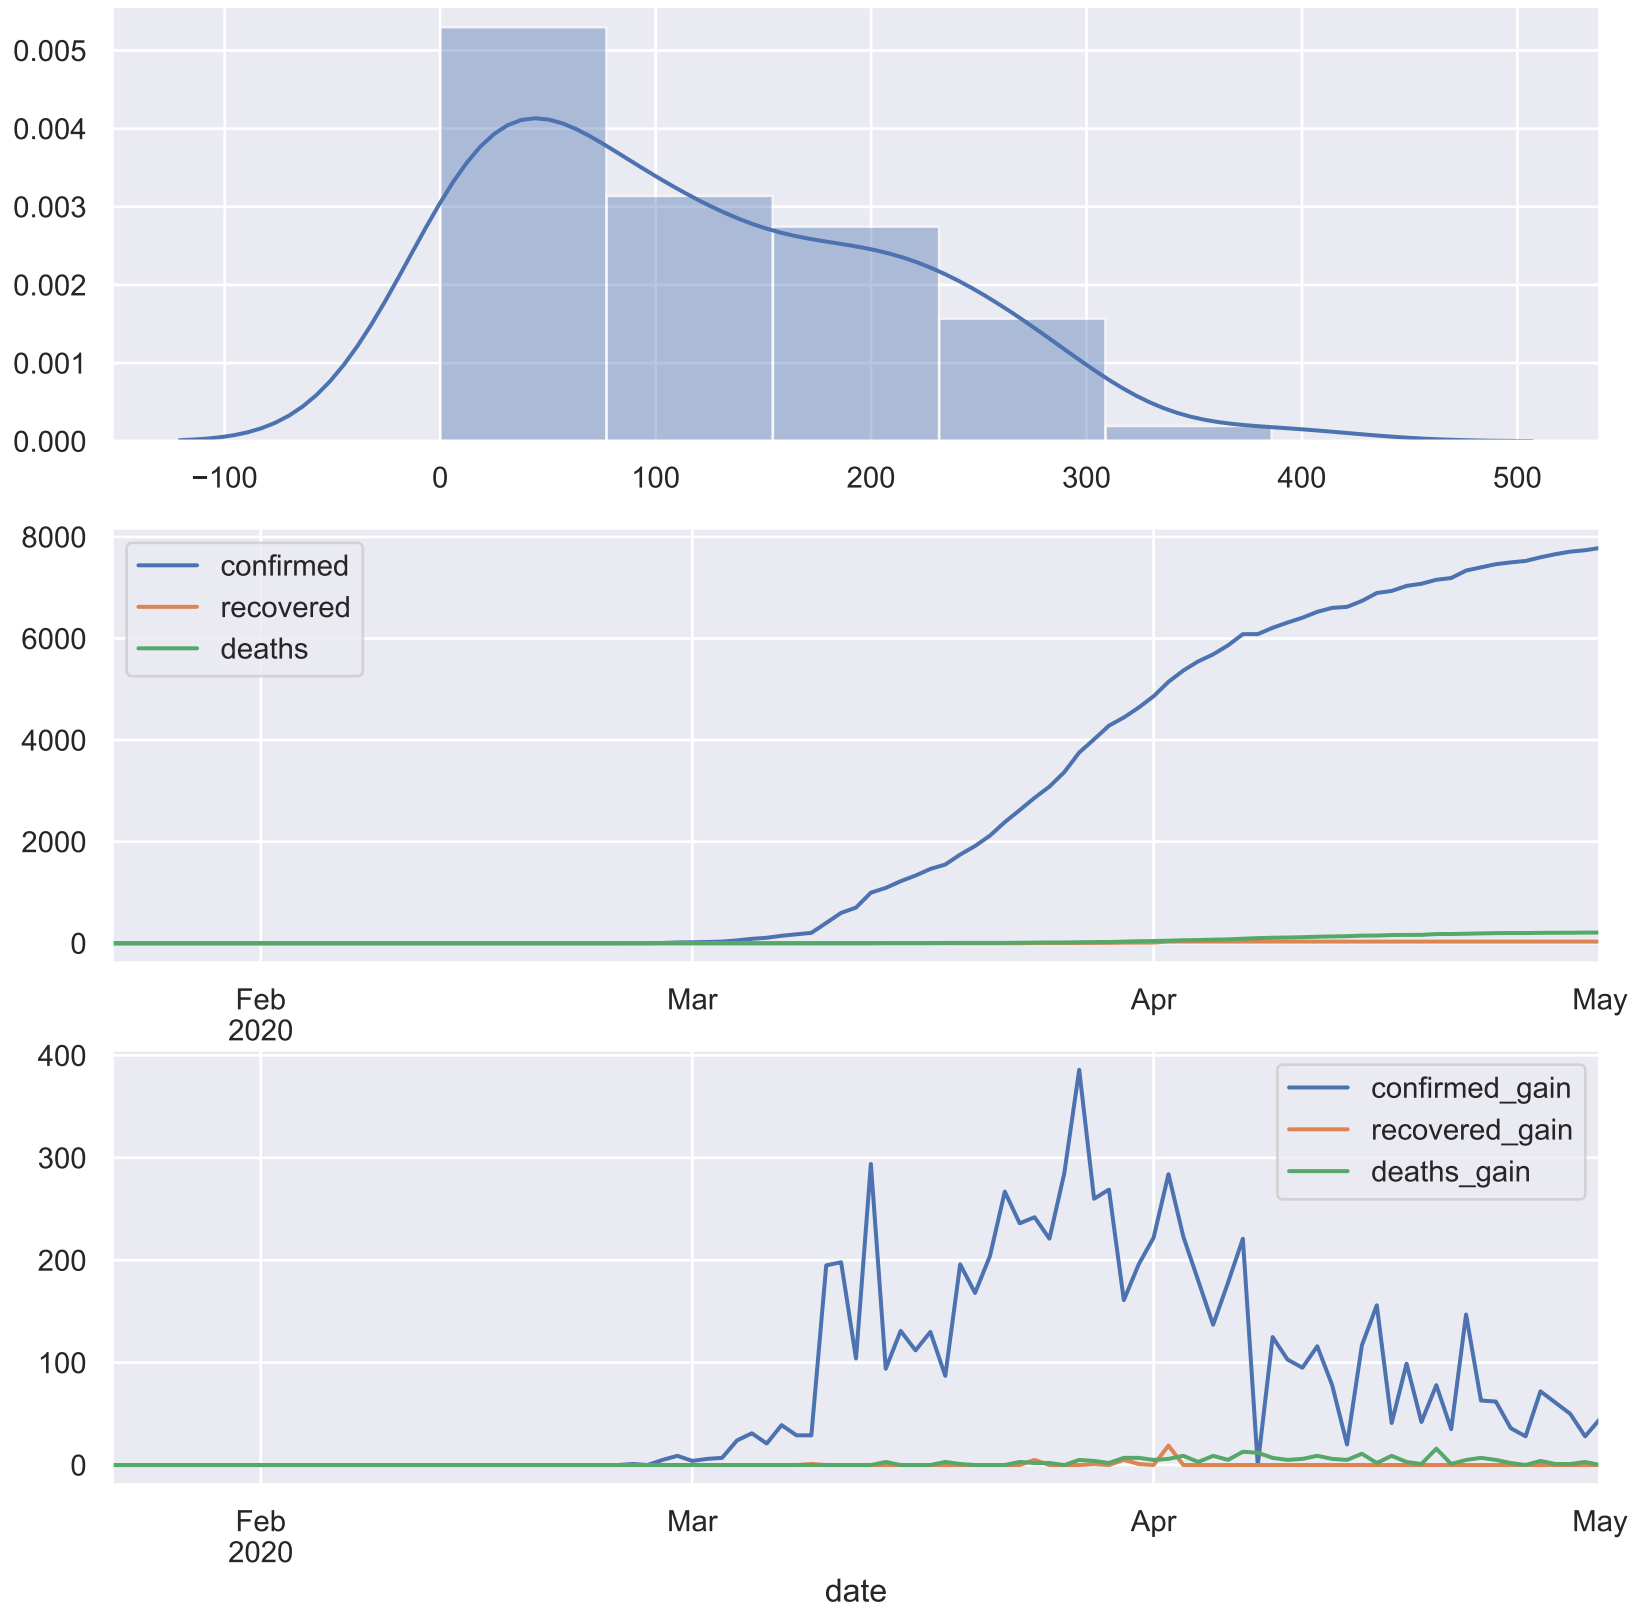 0.005
0.004
0.003
0.002
0.001
0.000
−100 0 100 200 300 400 500
8000
6000
4000
2000
0
confirmed
recovered
deaths
Feb Mar Apr May
2020
400
300
200
100
0
confirmed_gain
recovered_gain
deaths_gain
Feb Mar Apr May
2020
date